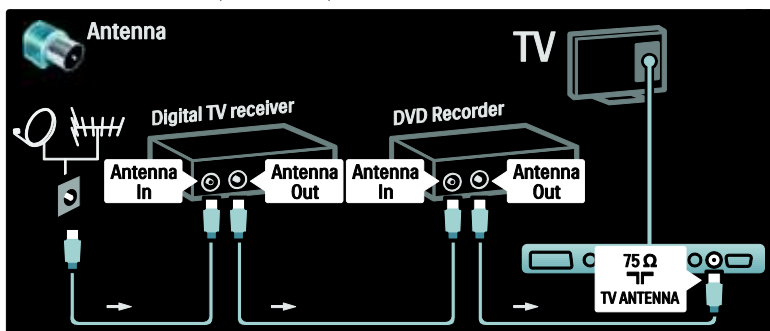 Antenna
TV
Digital TV receiver
DVD Recorder
Antenna
In
Antenna
Out
Antenna
In
Antenna
Out
75 Ω
TV ANTENNA